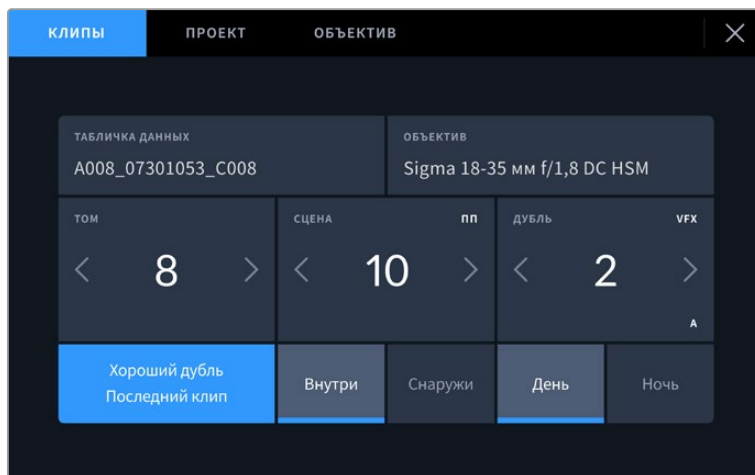 КЛИПЫ ПРОЕКТ ОБЪЕКТИВ
ТАБЛИЧКА ДАННЫХ ОБЪЕКТИВ
A008_07301053_C008 Sigma 18-35 мм f/1,8 DC HSM
ТОМ СЦЕНА ПП ДУБЛЬ VFX
8 10 2
A
Хороший дубль
Последний клип
Внутри Снаружи День Ночь